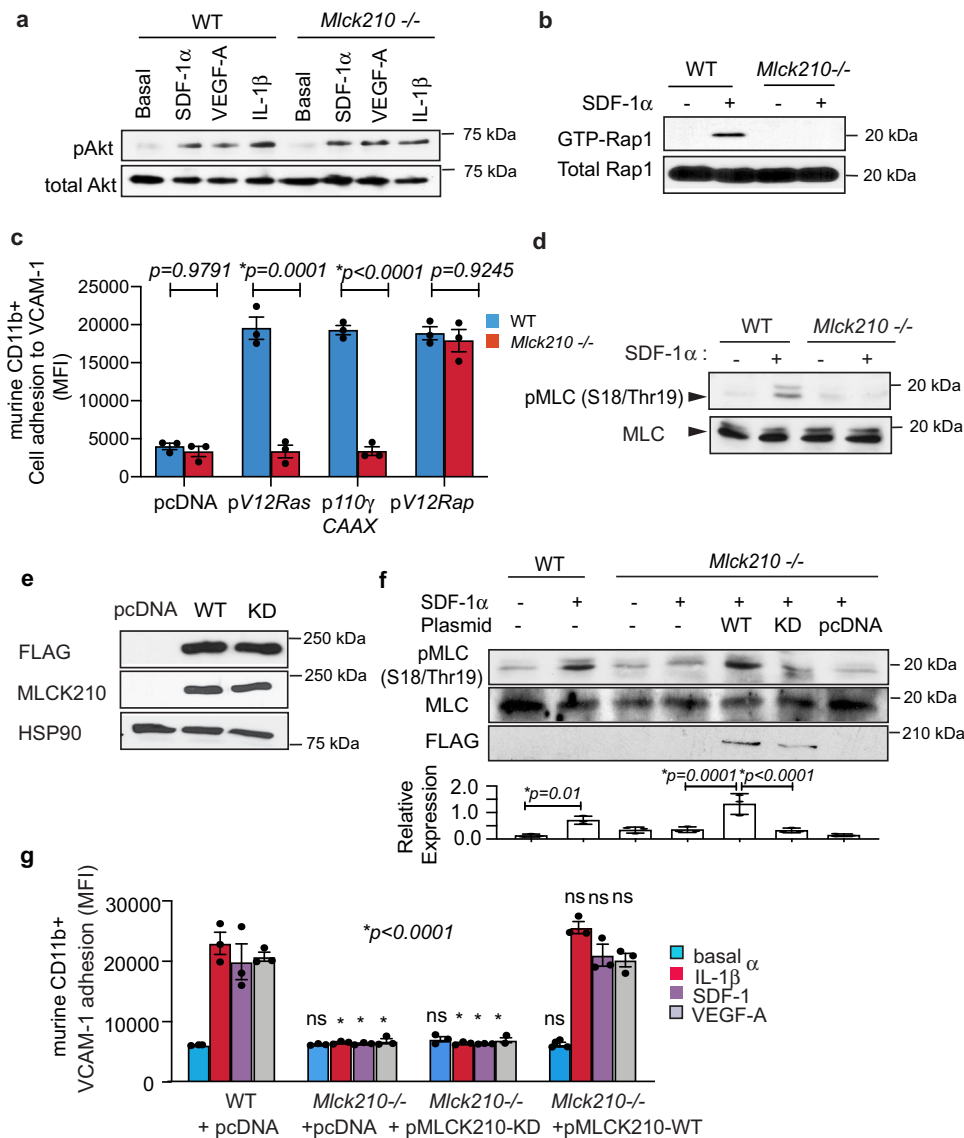 a
WT
Mlck210 -/-
Basal
SDF-1α
VEGF-A
IL-1β
Basal
SDF-1α
VEGF-A
IL-1β
pAkt
75 kDa
total Akt
75 kDa
b
WT
Mlck210-/-
SDF-1α
- + - +
GTP-Rap1
20 kDa
Total Rap1
20 kDa
c
p=0.9791 *p=0.0001 *p<0.0001 p=0.9245
murine CD11b+
Cell adhesion to VCAM-1
(MFI)
25000
20000
15000
10000
5000
0
WT
Mlck210 -/-
pcDNA pV12Ras p110γ pV12Rap
CAAX
d
WT
Mlck210 -/-
SDF-1α :
- + - +
pMLC (S18/Thr19)
20 kDa
MLC
20 kDa
e
pcDNA WT KD
FLAG
250 kDa
MLCK210
250 kDa
HSP90
75 kDa
f
WT
Mlck210 -/-
SDF-1α - + - + + + +
Plasmid - - - - WT KD pcDNA
pMLC
(S18/Thr19)
20 kDa
MLC
20 kDa
FLAG
210 kDa
*p=0.01
*p=0.0001 *p<0.0001
Relative
Expression
2.0
1.0
0.0
g
murine CD11b+
VCAM-1 adhesion (MFI)
30000
20000
10000
0
*p<0.0001
ns * * *
ns * * *
ns ns ns ns
basal α
IL-1β
SDF-1
VEGF-A
WT
+ pcDNA
Mlck210-/-
+pcDNA
Mlck210-/-
+ pMLCK210-KD
Mlck210-/-
+pMLCK210-WT